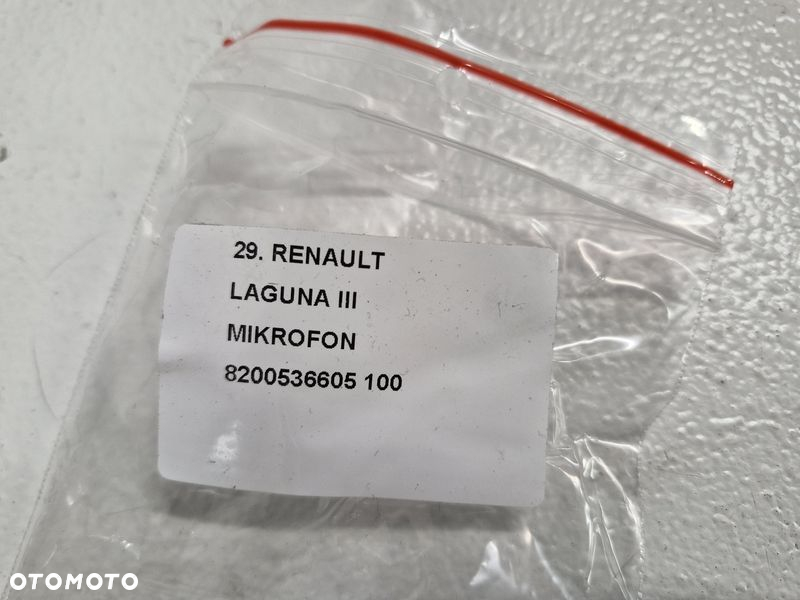 29. RENAULT
LAGUNA III
MIKROFON
8200536605 100
OTOMOTO